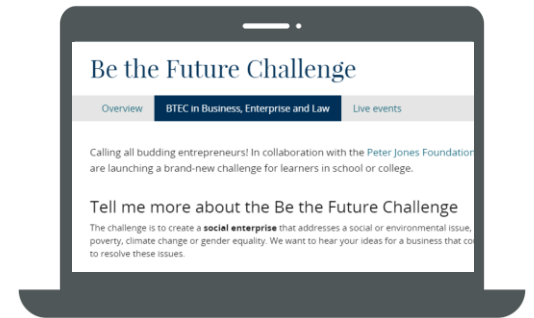 Be the Future Challenge
Overview BTEC in Business, Enterprise and Law Live events
Calling all budding entrepreneurs! In collaboration with the Peter Jones Foundation
are launching a brand-new challenge for learners in school or college.
Tell me more about the Be the Future Challenge
The challenge is to create a social enterprise that addresses a social or environmental issue,
poverty, climate change or gender equality. We want to hear your ideas for a business that
to resolve these issues.